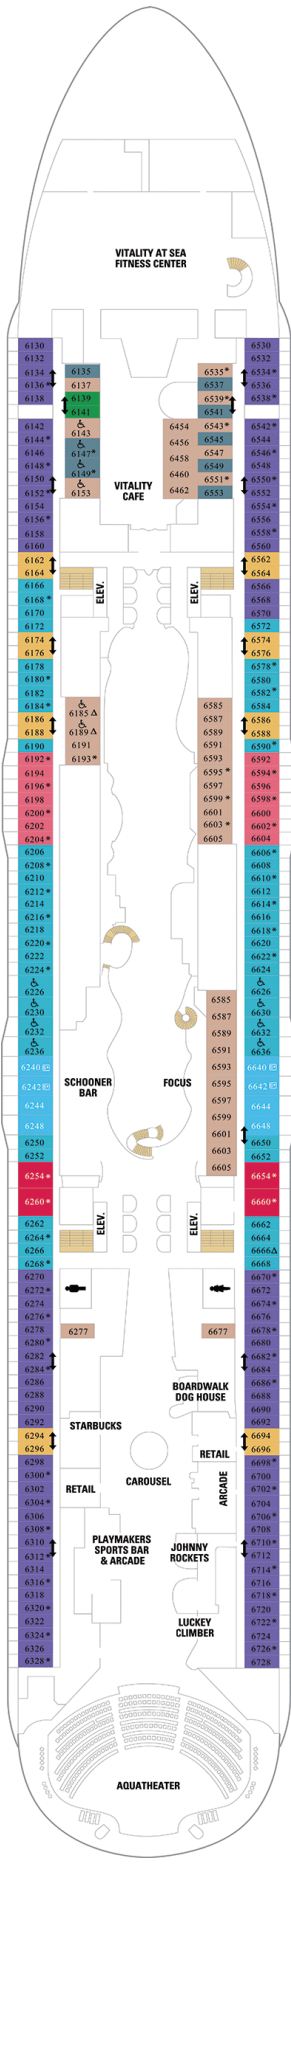 VITALITY AT SEA
FITNESS CENTER
6130 6530
6132 6532
6134 6135 6535* 6534*
6136* 6137 6537 6536
6138 6139 6539* 6538*
6141 6541
6142 6143 6454 6543* 6542*
6144* 6456 6545 6544
6146 6147* 6458 6547 6546
6148* 6149* 6460 6549 6548
6150 6551* 6550*
6152* 6153 VITALITY
CAFE 6462 6553 6552
6154 6554*
6156* 6556
6158 6558
6160 6560
6162 6562
6164 ELEV. ELEV. 6564
6166 6566
6168* 6568
6170 6570
6172 6572
6174 6574
6176 6576
6178 6578*
6180* 6580
6182 6582*
6184* 6185 Δ 6585 6584
6186 6587 6586
6188 6189 Δ 6589 6588
6190 6191 6591 6590*
6192* 6193* 6593 6592
6194 6595* 6594*
6196* 6597 6596
6198 6599* 6598*
6200* 6601 6600
6202 6603* 6602*
6204* 6605 6604
6206 6606*
6208* 6608
6210 6610*
6212* 6612
6214 6614*
6216* 6616
6218 6618*
6220* 6620
6222 6622*
6224* 6624
6226 6585 6626
6230 6587 6630
6232 6589 6632
6236 6591 6636
6240 6593 6640
6242 SCHOONER
BAR FOCUS 6595 6642
6244 6597 6644
6248 6599 6648
6250 6601 6650
6252 6603 6652
6254* 6605 6654*
6260* 6660*
6262 ELEV. ELEV. 6662
6264* 6664
6266 6666Δ
6268* 6668
6270 6670*
6272* 6672
6274 6674*
6276* 6676
6278 6277 6677 6678*
6280* 6680
6282 6682*
6284* 6684
6286 BOARDWALK
DOG HOUSE 6686*
6288 6688
6290 6690
6292 STARBUCKS 6692
6294 6694
6296 RETAIL 6696
6298 CAROUSEL 6698*
6300* 6700
6302 RETAIL ARCADE 6702*
6304* 6704
6306 6706*
6308* 6708
6310 PLAYMAKERS
SPORTS BAR
& ARCADE JOHNNY
ROCKETS 6710*
6312* 6712
6314 6714*
6316* 6716
6318 6718*
6320* 6720
6322 LUCKEY
CLIMBER 6722*
6324* 6724
6326 6726*
6328* 6728
AQUATHEATER